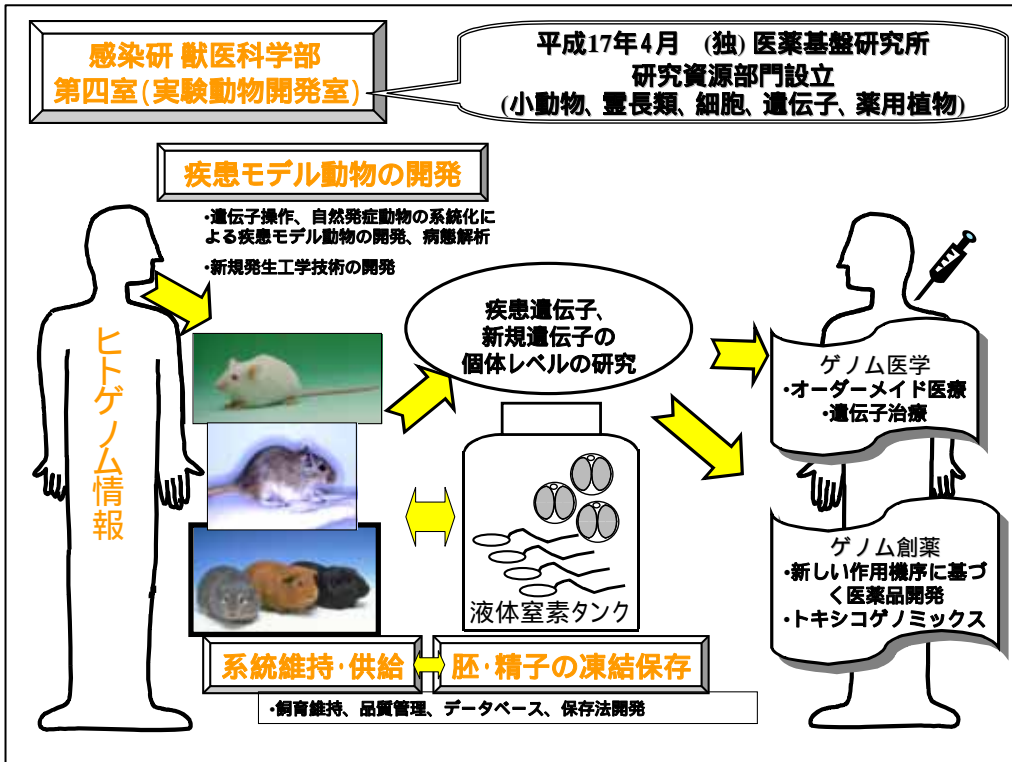 感染研 獣医科学部
第四室(実験動物開発室)
平成17年4月 (独) 医薬基盤研究所
研究資源部門設立
(小動物、霊長類、細胞、遺伝子、薬用植物)
疾患モデル動物の開発
・遺伝子操作、自然発症動物の系統化に
よる疾患モデル動物の開発、病態解析
・新規発生工学技術の開発
ヒトゲノム情報
疾患遺伝子、
新規遺伝子の
個体レベルの研究
ゲノム医学
・オーダーメイド医療
・遺伝子治療
ゲノム創薬
・新しい作用機序に基づ
く医薬品開発
・トキシコゲノミックス
液体窒素タンク
系統維持・供給
胚・精子の凍結保存
・飼育維持、品質管理、データベース、保存法開発